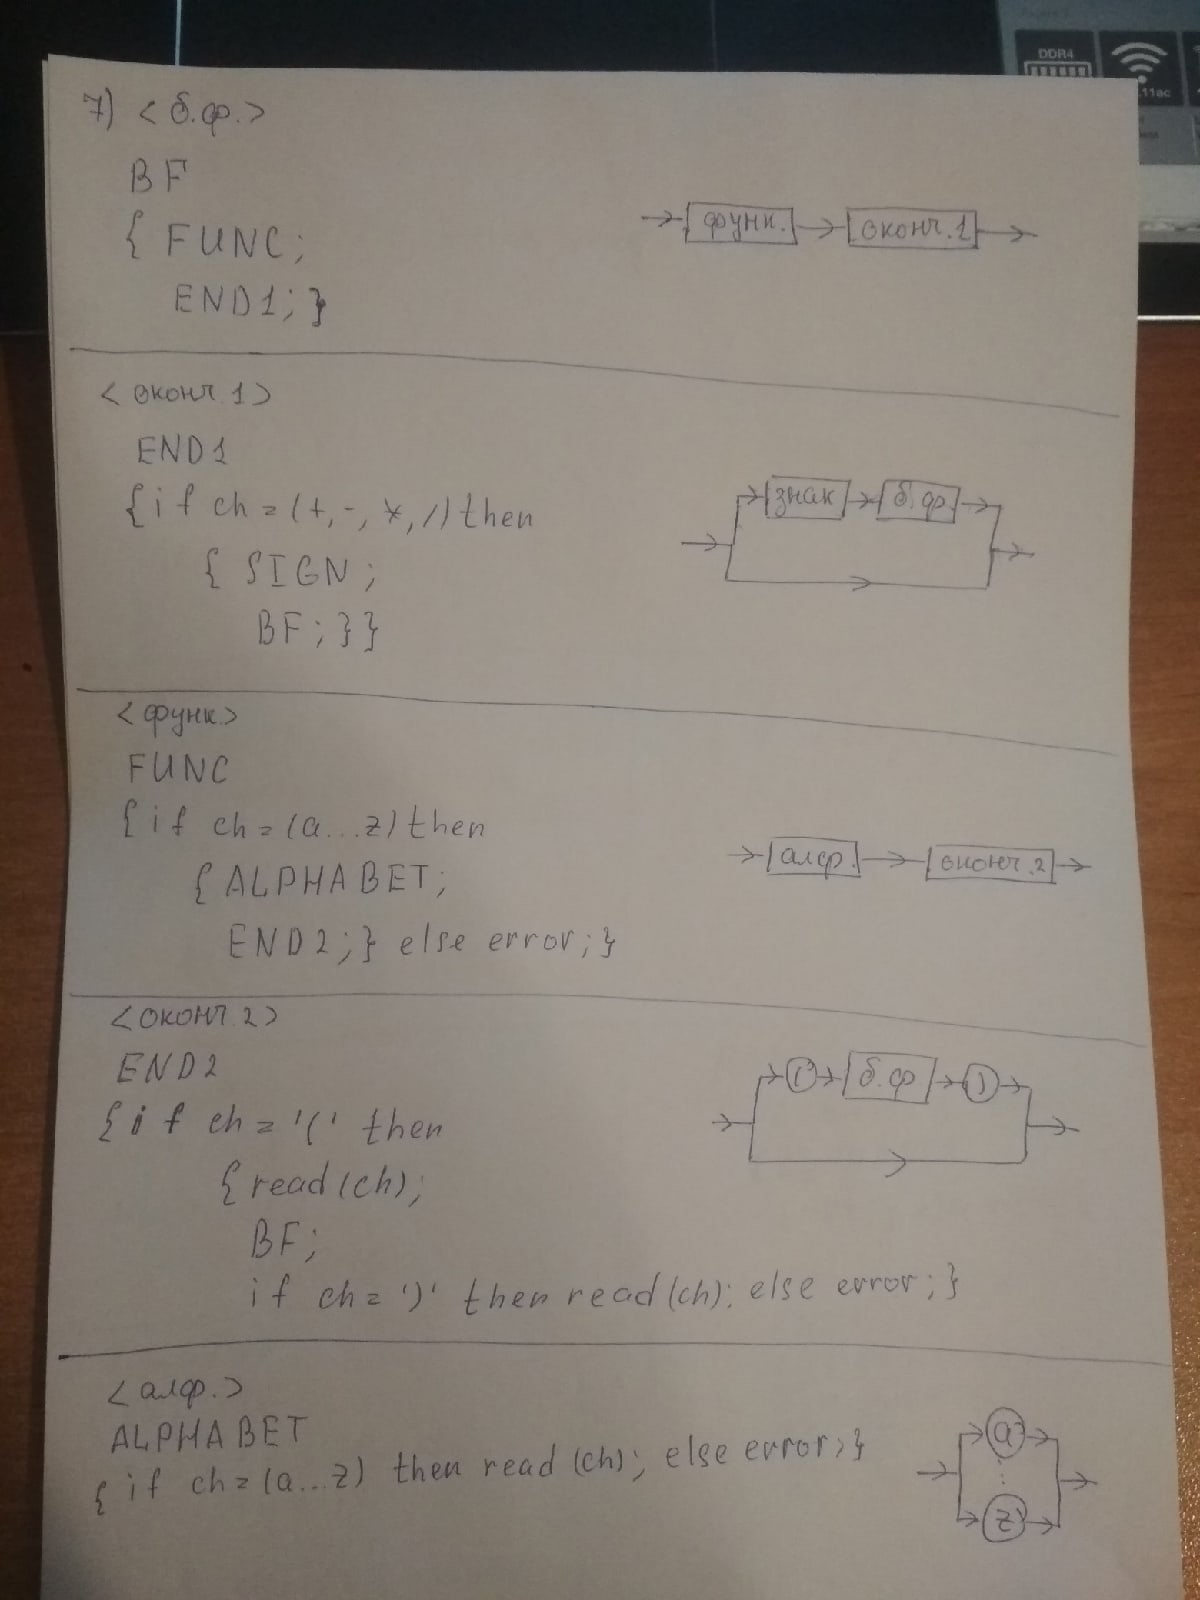 DDR4
.11ac
7) <б.ф.>
BF
{ FUNC;
END1; }
функ. оконч.1
<оконч.1>
END1
{if ch = (+,-,*,/) then
{ SIGN;
BF; }}
знак б.ф.
<функ.>
FUNC
{if ch = (a...z) then
{ ALPHABET;
END2; } else error; }
алф. оконч.2
<оконч.2>
END2
{if ch = '(' then
{ read (ch);
BF;
if ch = ')' then read (ch); else error; }
( б.ф )
<алф.>
ALPHABET
{ if ch = (a...z) then read (ch); else error; }
a
⋮
z